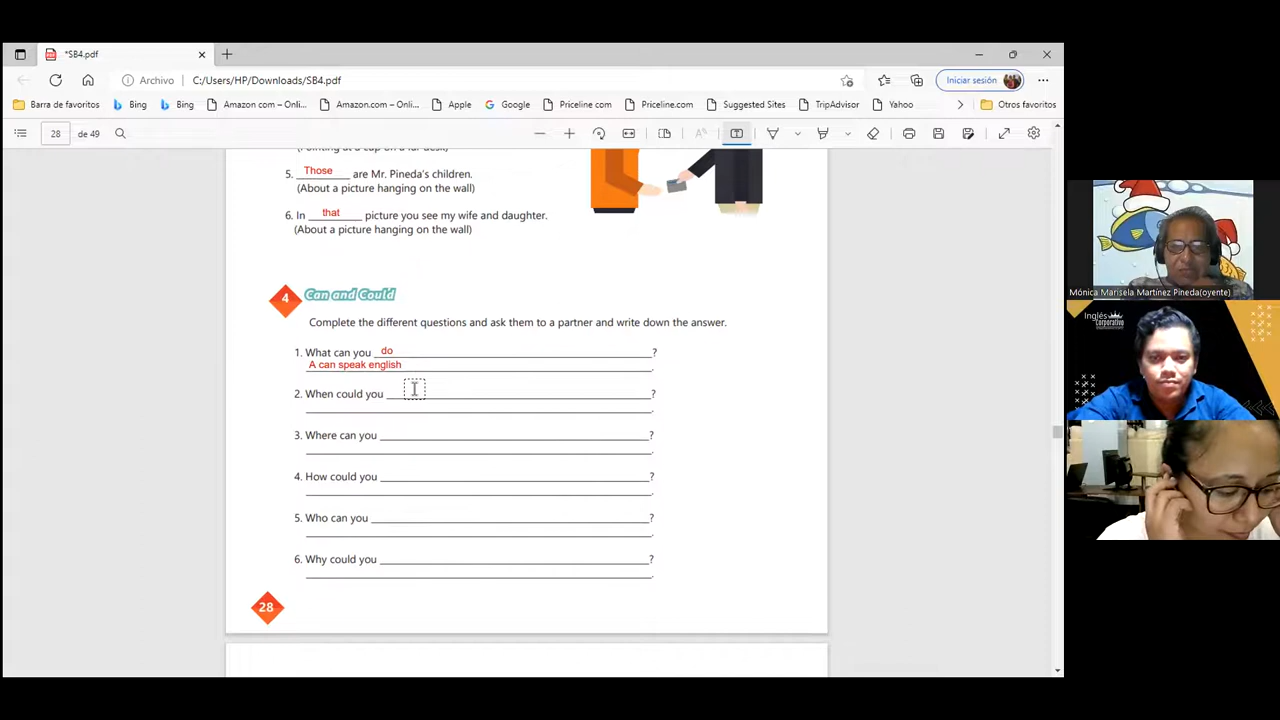 *SB4.pdf
Archivo
C:/Users/HP/Downloads/SB4.pdf
Iniciar sesión
Barra de favoritos
Bing
Bing
Amazon com – Onli...
Amazon.com – Onli...
Apple
Google
Priceline com
Priceline.com
Suggested Sites
TripAdvisor
Yahoo
Otros favoritos
28 de 49
5. Those are Mr. Pineda's children.
(About a picture hanging on the wall)
6. In that picture you see my wife and daughter.
(About a picture hanging on the wall)
4 Can and Could
Complete the different questions and ask them to a partner and write down the answer.
1. What can you do ?
A can speak english .
2. When could you ?
.
3. Where can you ?
.
4. How could you ?
.
5. Who can you ?
.
6. Why could you ?
.
28
Mónica Marisela Martínez Pineda(oyente)
Inglés
corporativo